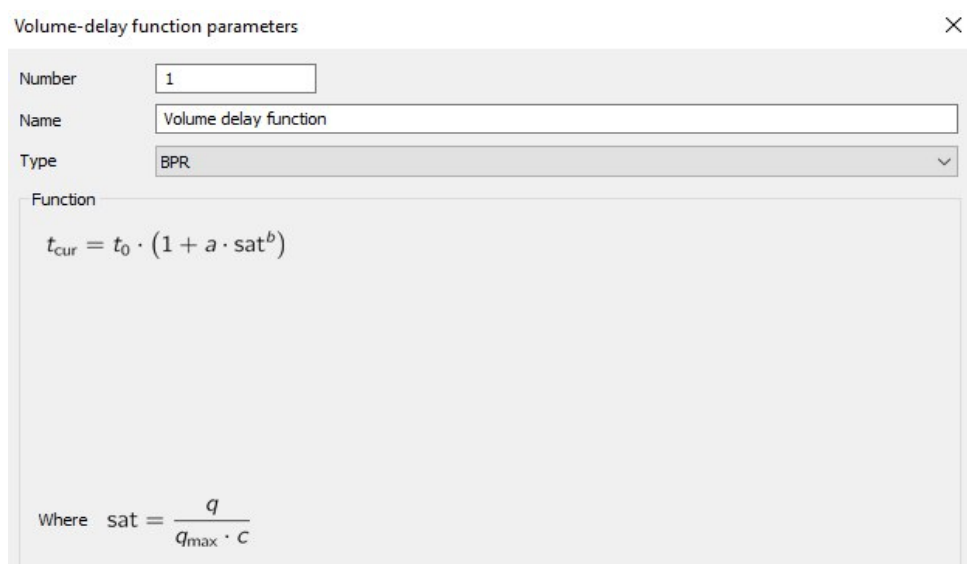 Volume-delay function parameters
Number 1
Name Volume delay function
Type BPR
Function
t_cur = t_0 · (1 + a · sat^b)
Where sat = q / (q_max · c)